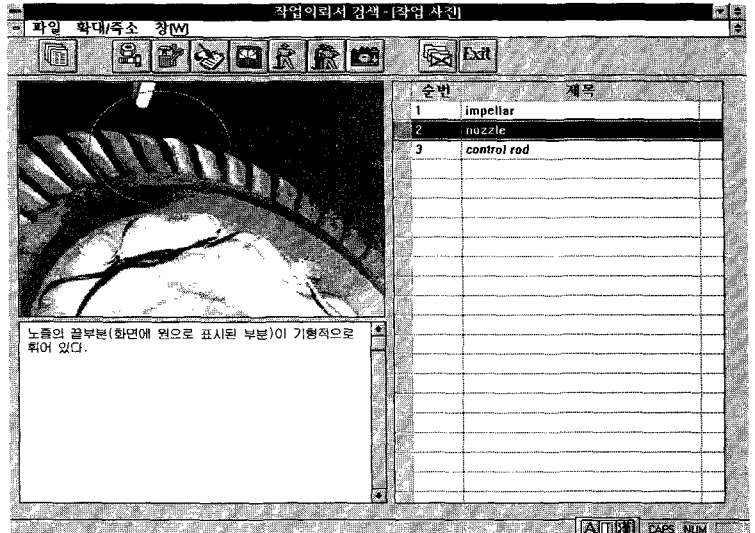 작업의뢰서 검색 - [작업 사진]
파일 확대/축소 창[W]
Exit
순번 제목
1 impellar
2 nozzle
3 control rod
노즐의 끝부분(화면에 원으로 표시된 부분)이 기형적으로
휘어 있다.
CAPS NUM